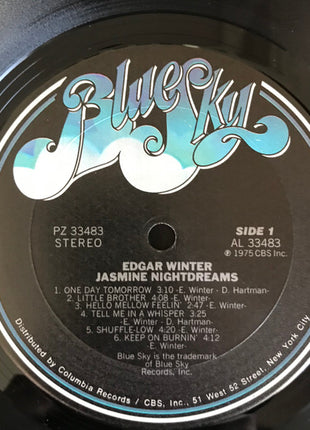 Blue Sky
PZ 33483
STEREO
SIDE 1
AL 33483
℗ 1975 CBS Inc.
EDGAR WINTER
JASMINE NIGHTDREAMS
1. ONE DAY TOMORROW 3:10 -E. Winter- D. Hartman-
2. LITTLE BROTHER 4:08 -E. Winter-
3. HELLO MELLOW FEELIN' 2:47 -E. Winter-
4. TELL ME IN A WHISPER 3:25
-E. Winter - D. Hartman-
5. SHUFFLE-LOW 4:20 -E. Winter-
6. KEEP ON BURNIN' 4:12
-E. Winter-
Blue Sky is the trademark
of Blue Sky
Records, Inc.
Distributed by Columbia Records / CBS, Inc., 51 West 52 Street, New York City